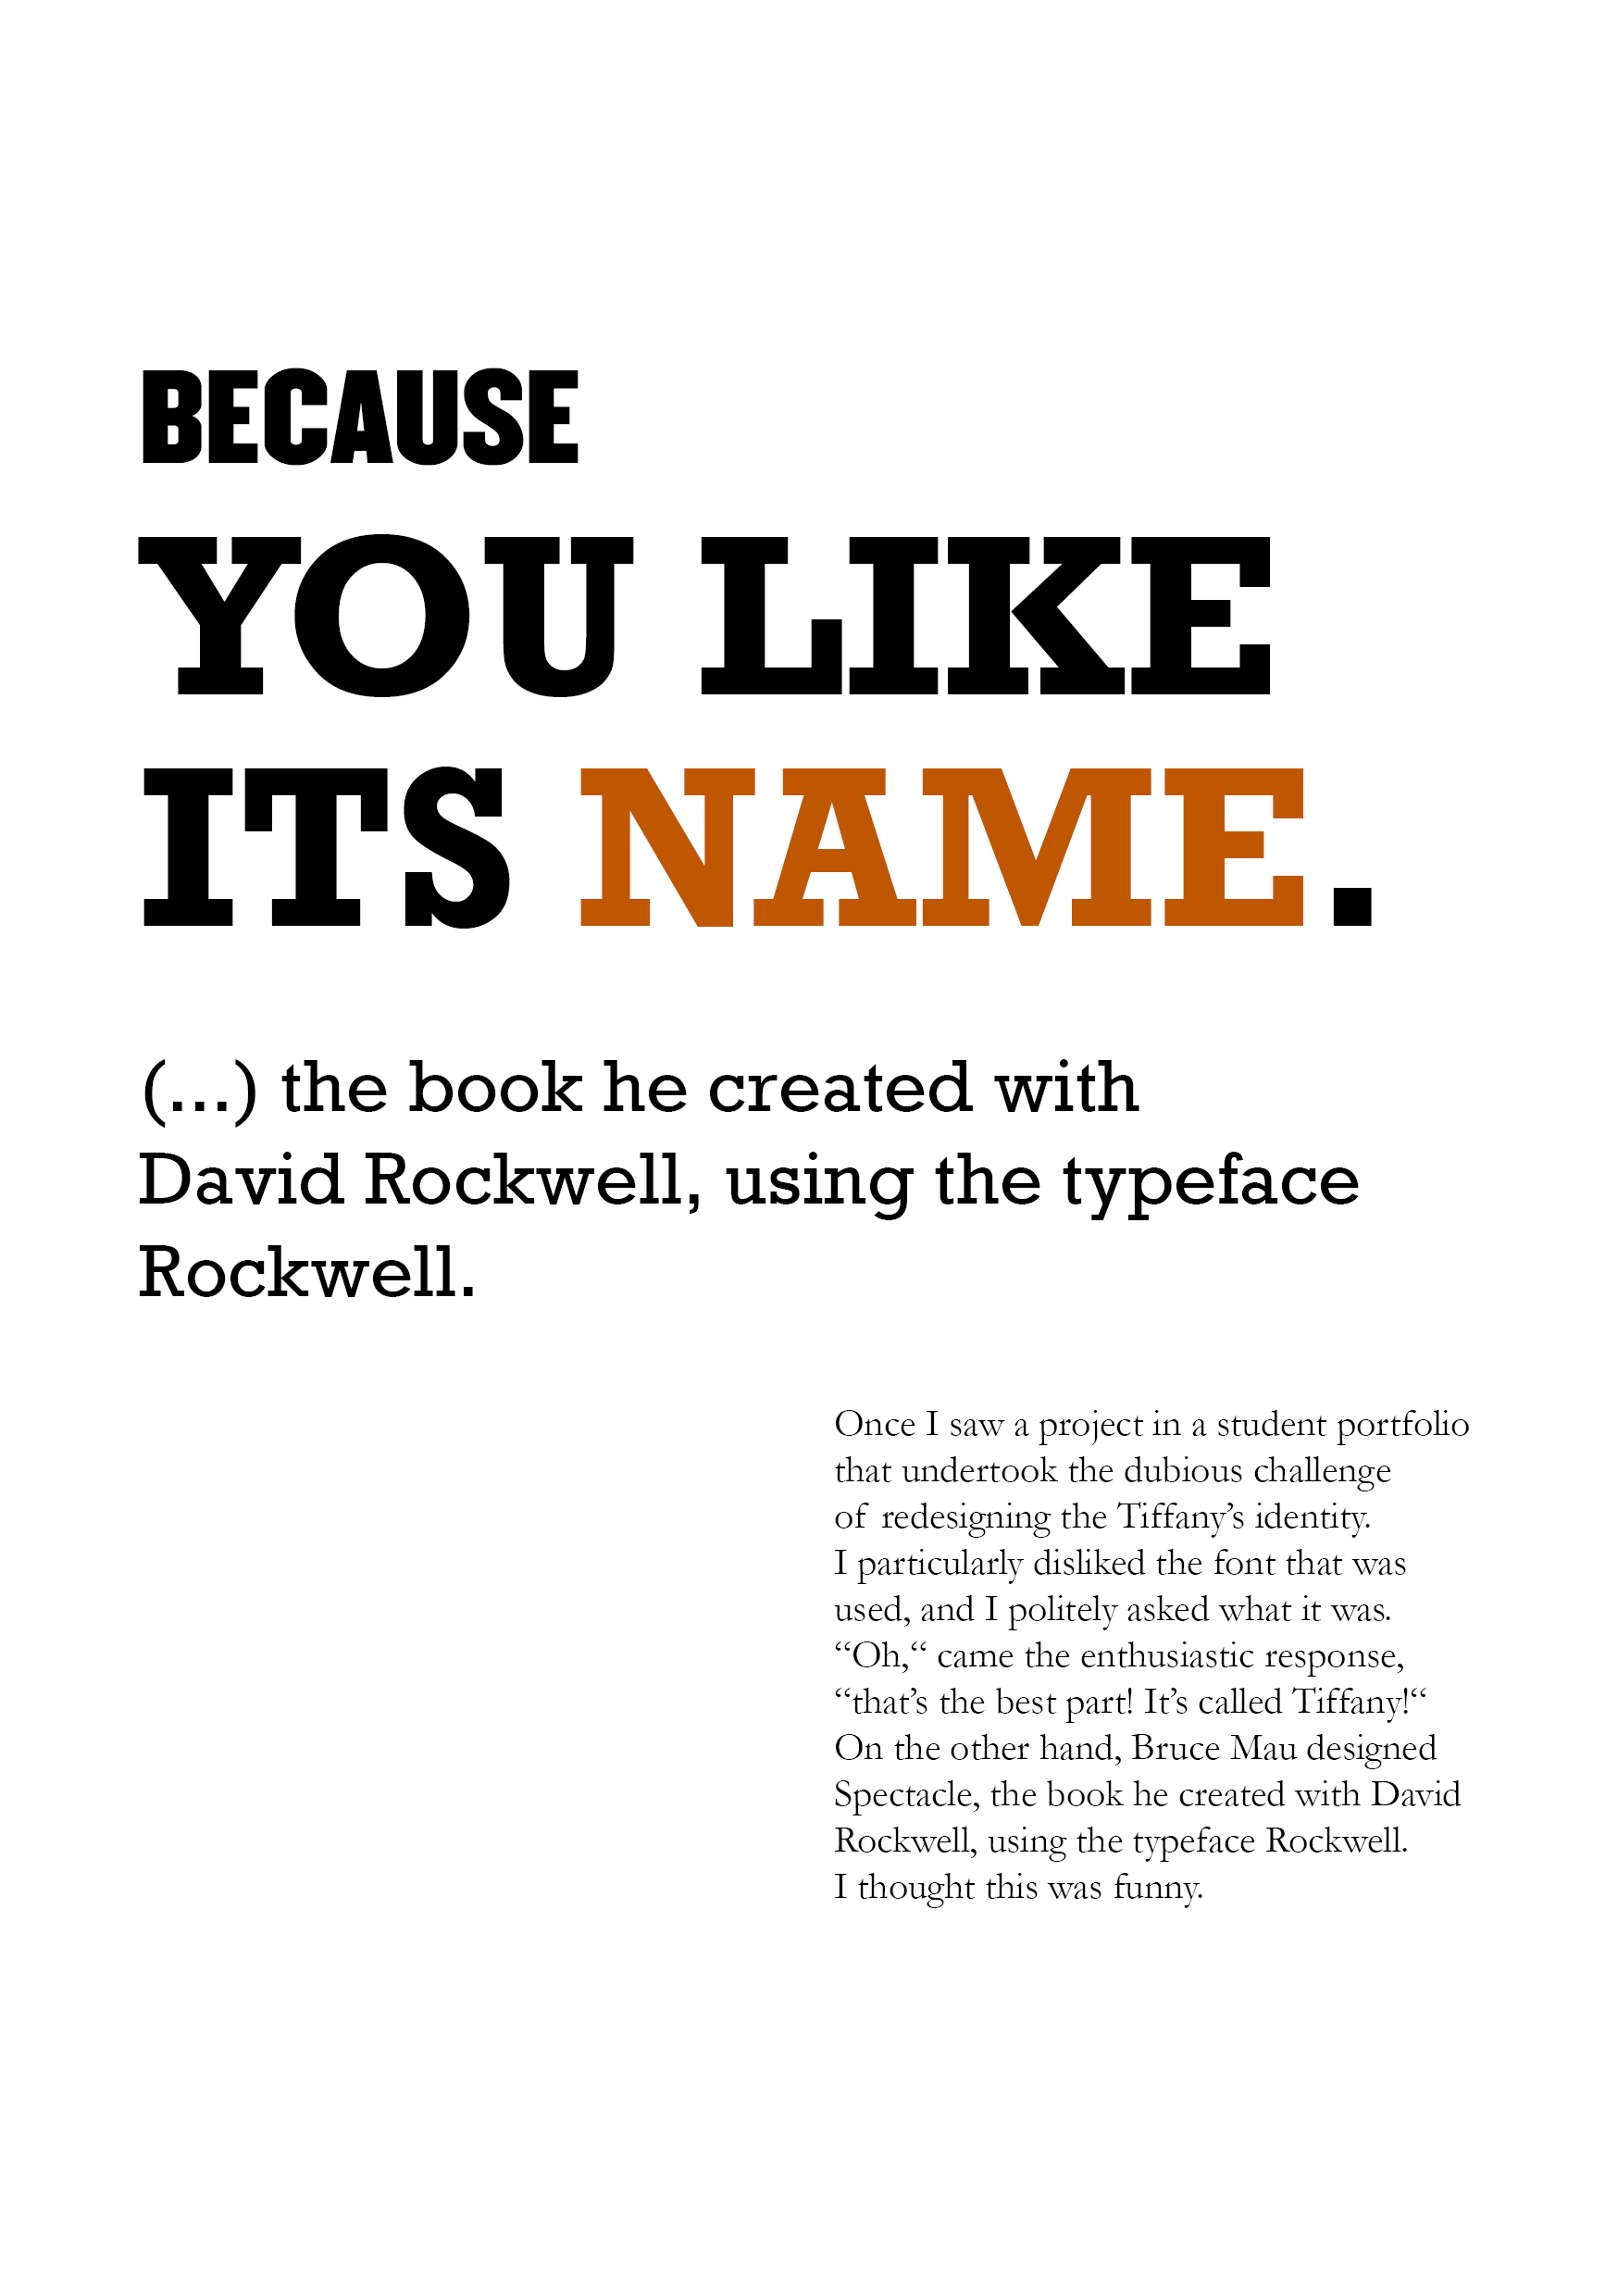 BECAUSE
YOU LIKE
ITS NAME.
(...) the book he created with
David Rockwell, using the typeface
Rockwell.
Once I saw a project in a student portfolio
that undertook the dubious challenge
of redesigning the Tiffany’s identity.
I particularly disliked the font that was
used, and I politely asked what it was.
“Oh,“ came the enthusiastic response,
“that’s the best part! It’s called Tiffany!“
On the other hand, Bruce Mau designed
Spectacle, the book he created with David
Rockwell, using the typeface Rockwell.
I thought this was funny.